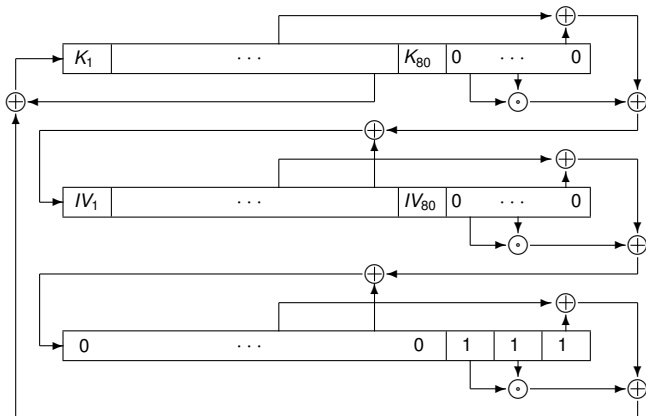 K₁ ··· K₈₀ 0 ··· 0
IV₁ ··· IV₈₀ 0 ··· 0
0 ··· 0 1 1 1